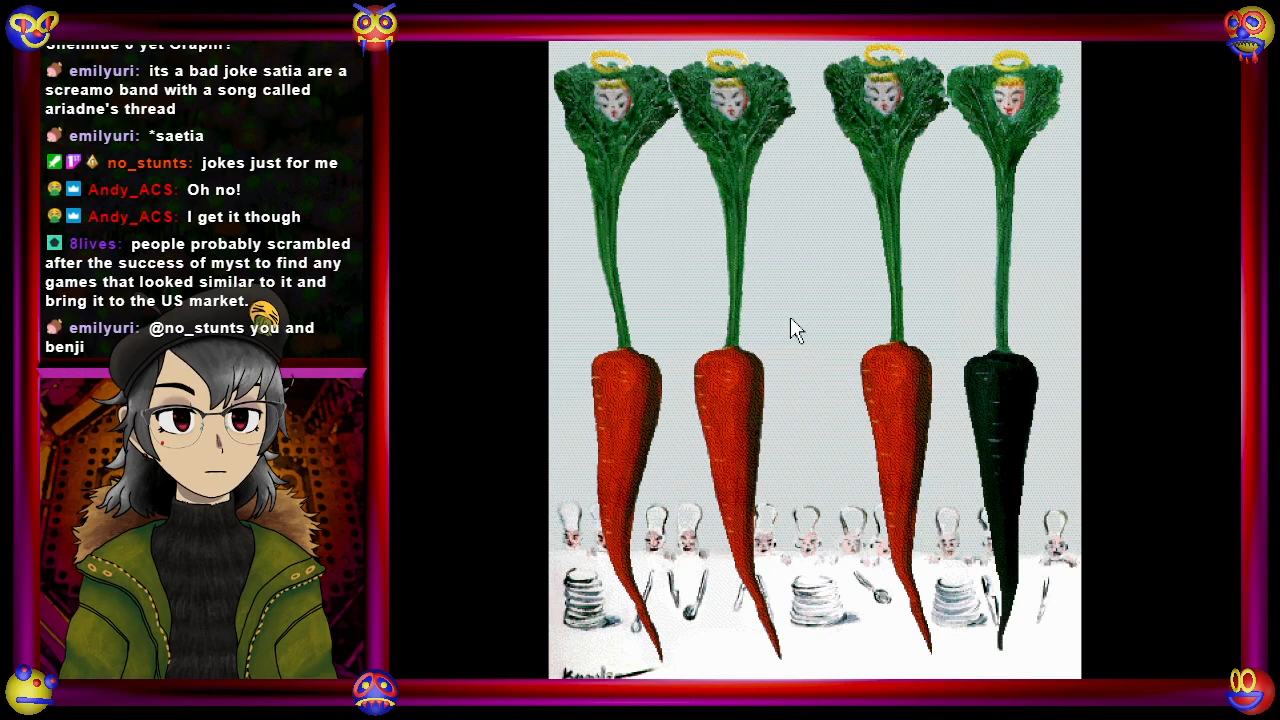 emilyuri: its a bad joke satia are a
screamo band with a song called
ariadne's thread
emilyuri: *saetia
no_stunts: jokes just for me
Andy_ACS: Oh no!
Andy_ACS: I get it though
8lives: people probably scrambled
after the success of myst to find any
games that looked similar to it and
bring it to the US market.
emilyuri: @no_stunts you and
benji